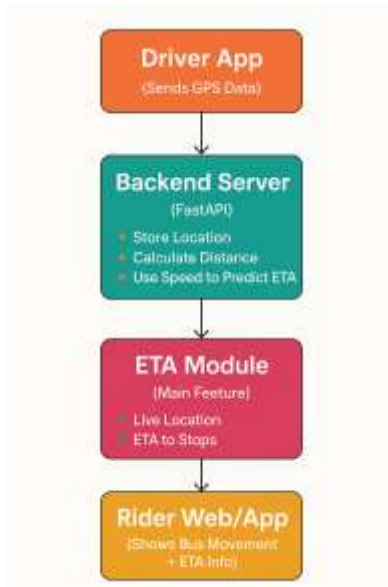 Driver App
(Sends GPS Data)
Backend Server
(FastAPI)
Store Location
Calculate Distance
Use Speed to Predict ETA
ETA Module
(Main Feeture)
Live Location
ETA to Stops
Rider Web/App
(Shows Bus Movement
+ ETA Info)